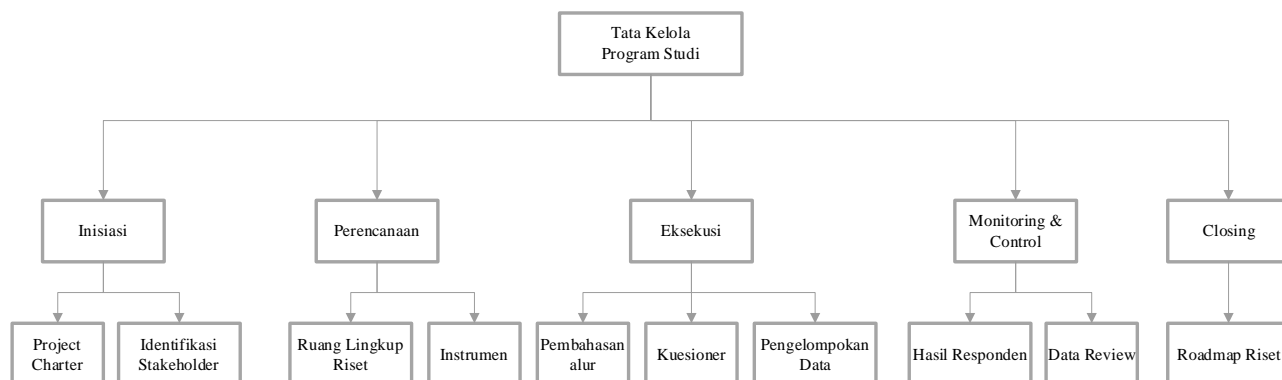 Tata Kelola
Program Studi
Inisiasi
Perencanaan
Eksekusi
Monitoring &
Control
Closing
Project
Charter
Identifikasi
Stakeholder
Ruang Lingkup
Riset
Instrumen
Pembahasan
alur
Kuesioner
Pengelompokan
Data
Hasil Responden
Data Review
Roadmap Riset